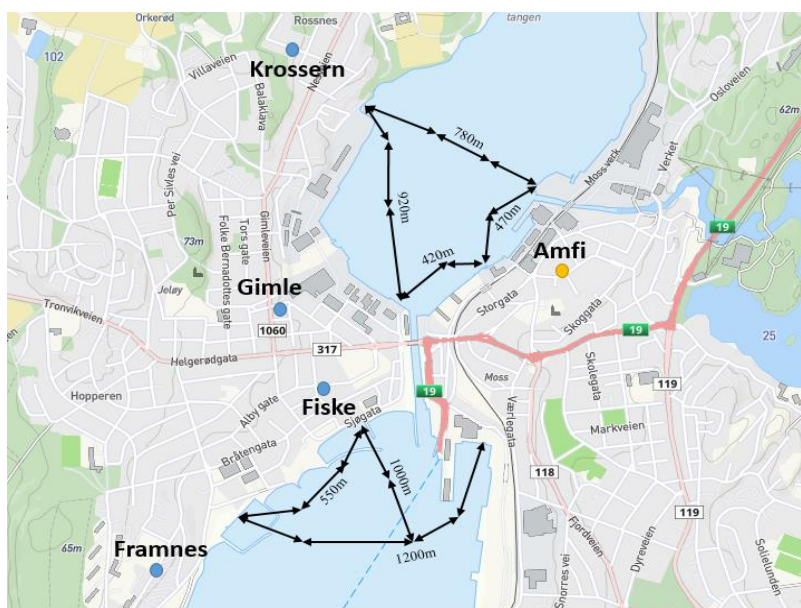 Orkerød
Rossnes
tangen
102
Krossern
Villaveien
Nesveien
Osloveien
62m
Balaklava
780m
Moss verk
Verket
Per Sivles vei
920m
470m
19
Gimleveien
Tors gate
Folke Bernadottes gate
73m
Jeløy
420m
Amfi
Gimle
Storgata
Skoggata
Tronvikveien
1060
19
25
317
Helgerødgata
Skolegata
119
Hopperen
Moss
19
Alby gate
Fiske
Værlegata
Sjøgata
Markveien
Bråtengata
1000m
118
550m
119
65m
Framnes
1200m
Fjordveien
Dyreveien
Snorres vei
Solielunden